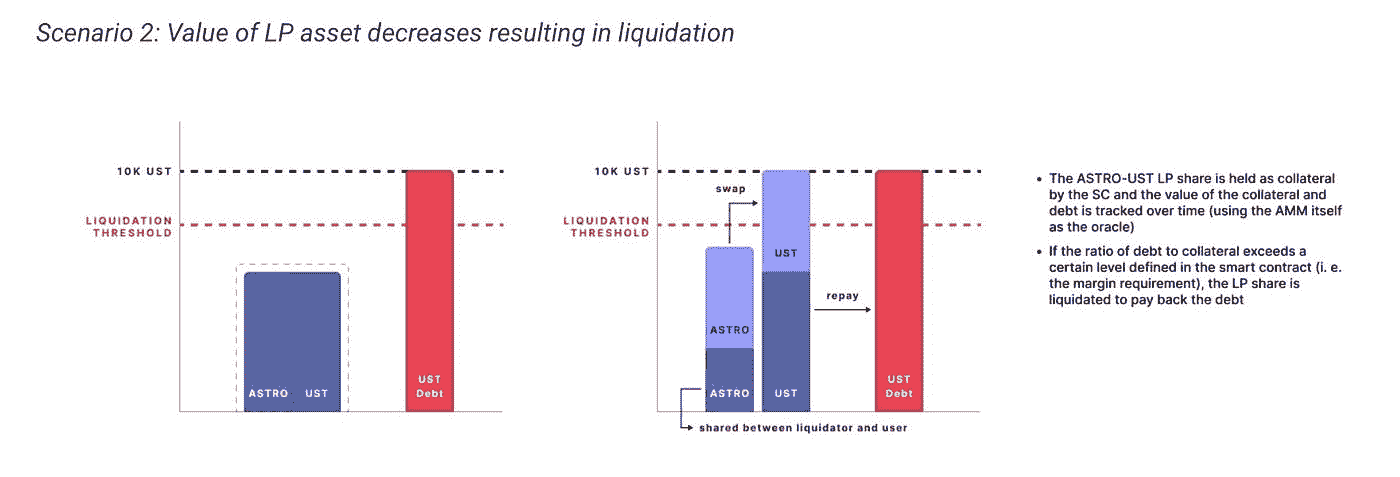 Scenario 2: Value of LP asset decreases resulting in liquidation
10K UST
LIQUIDATION
THRESHOLD
ASTRO UST
UST
Debt
10K UST
LIQUIDATION
THRESHOLD
swap
UST
ASTRO
repay
ASTRO
UST
UST
Debt
shared between liquidator and user
• The ASTRO-UST LP share is held as collateral
by the SC and the value of the collateral and
debt is tracked over time (using the AMM itself
as the oracle)
• If the ratio of debt to collateral exceeds a
certain level defined in the smart contract (i. e.
the margin requirement), the LP share is
liquidated to pay back the debt